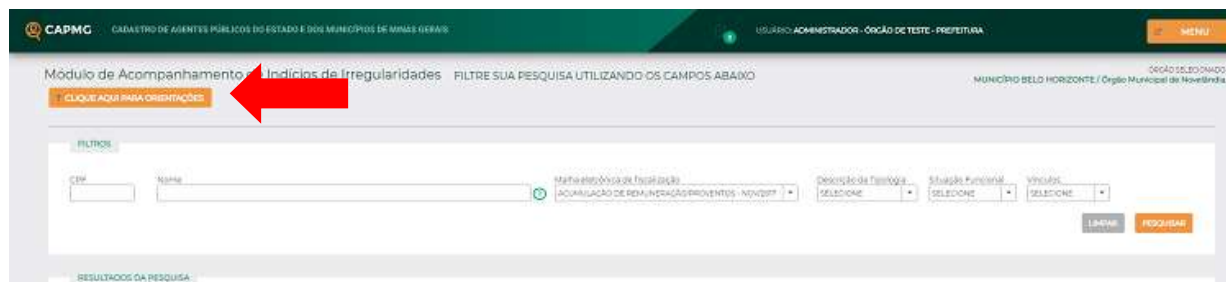 CAPMG CADASTRO DE AGENTES PÚBLICOS DO ESTADO E DOS MUNICÍPIOS DE MINAS GERAIS USUÁRIO: ADMINISTRADOR - ÓRGÃO DE TESTE - PREFEITURA MENU
Módulo de Acompanhamento de Indícios de Irregularidades FILTRE SUA PESQUISA UTILIZANDO OS CAMPOS ABAIXO
ÓRGÃO SELECIONADO
MUNICÍPIO BELO HORIZONTE / Órgão Municipal de Novelândia
? CLIQUE AQUI PARA ORIENTAÇÕES
FILTROS
CPF Nome Malha eletrônica de fiscalização Descrição da Tipologia Situação Funcional Vínculos
? ACUMULAÇÃO DE REMUNERAÇÃO/PROVENTOS - NOV/2017 SELECIONE SELECIONE SELECIONE
LIMPAR PESQUISAR
RESULTADOS DA PESQUISA